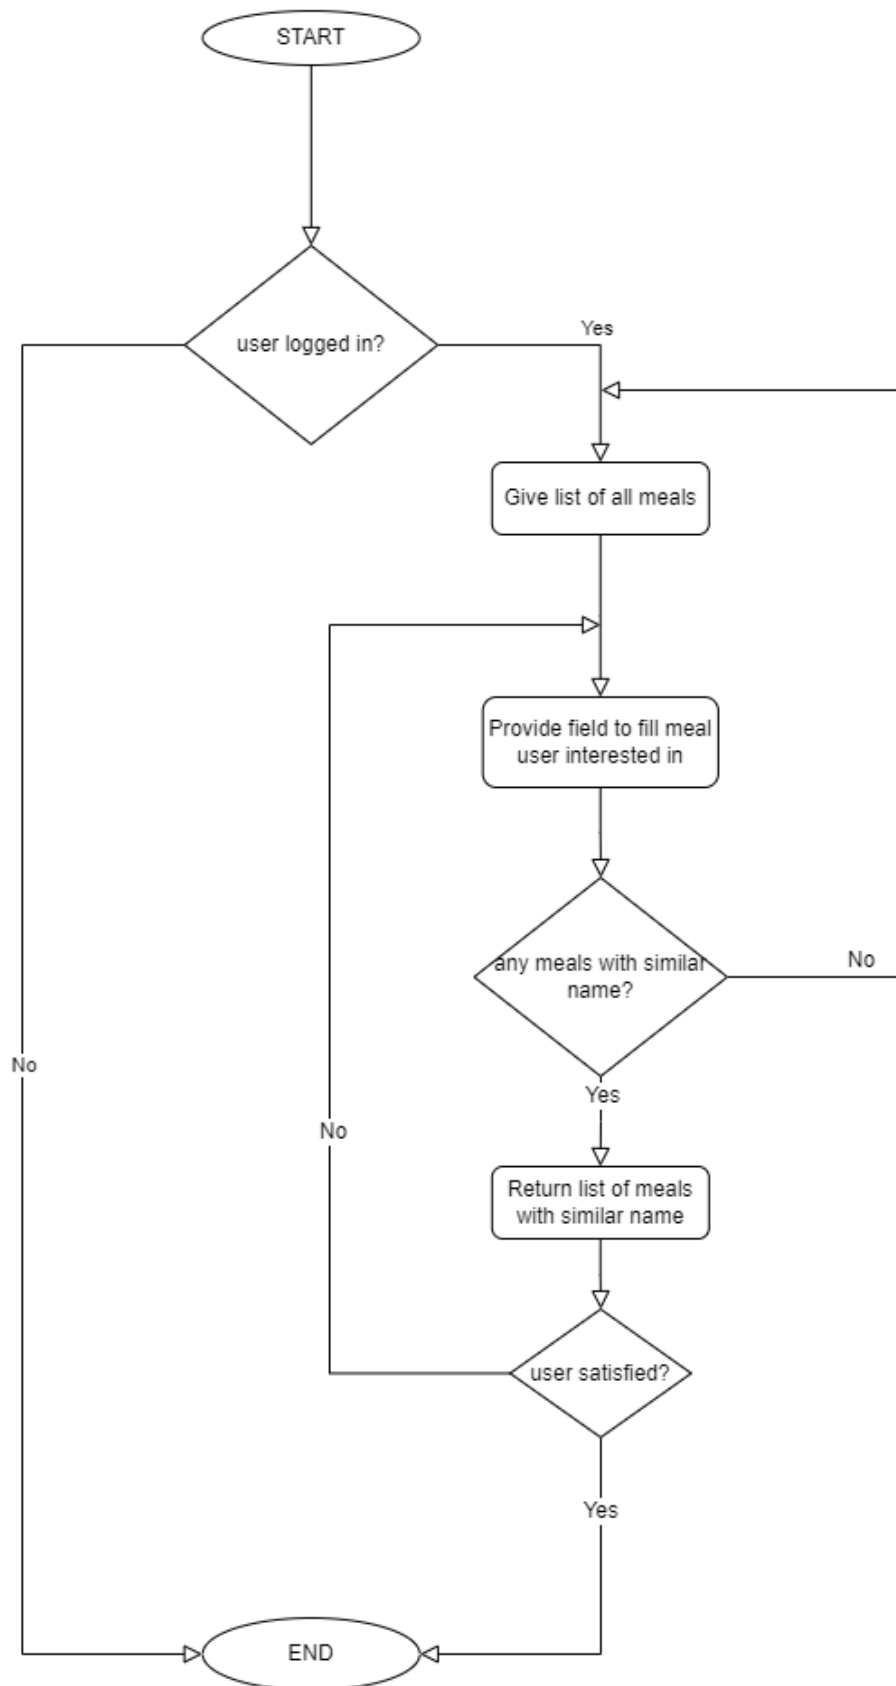 START
user logged in?
Yes
Give list of all meals
Provide field to fill meal
user interested in
any meals with similar
name?
No
No
Yes
No
Return list of meals
with similar name
user satisfied?
Yes
END